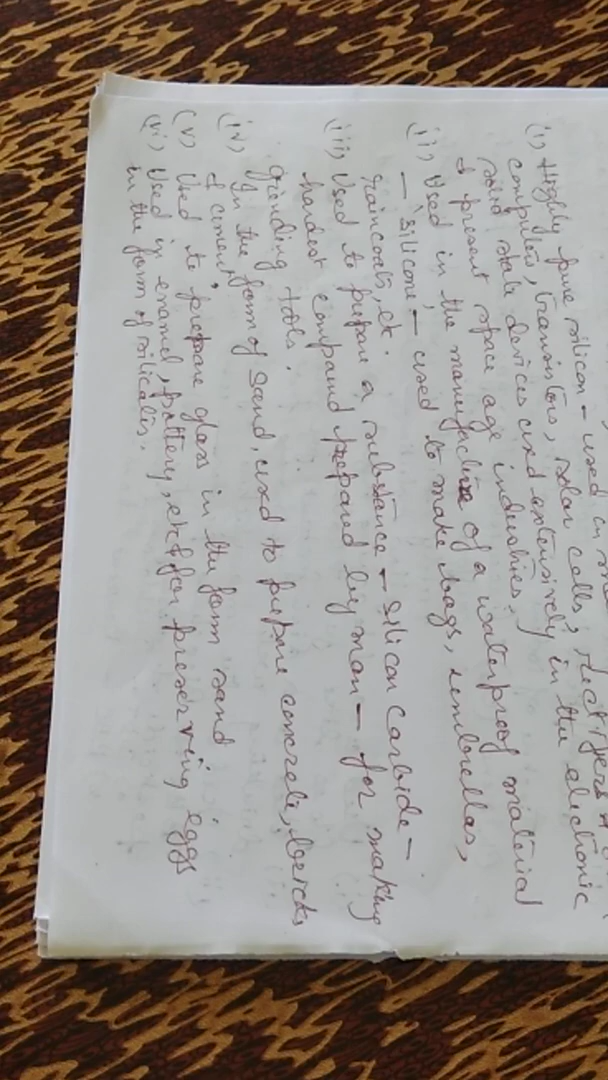 (i) Highly pure silicon - used in
computers, transistors, solar cells, rectifiers &
solid state devices used extensively in the electronic
& present space age industries.
(ii) Used in the manufacture of a waterproof material
- 'silicone' - used to make bags, umbrellas,
raincoats, etc.
(iii) Used to prepare a substance - silicon carbide -
hardest compound prepared by man - for making
grinding tools.
(iv) In the form of sand, used to prepare concrete, bricks
& cement.
(v) Used to prepare glass in the form sand
(vi) Used in enamel, pottery, etc & for preserving eggs
in the form of silicates.